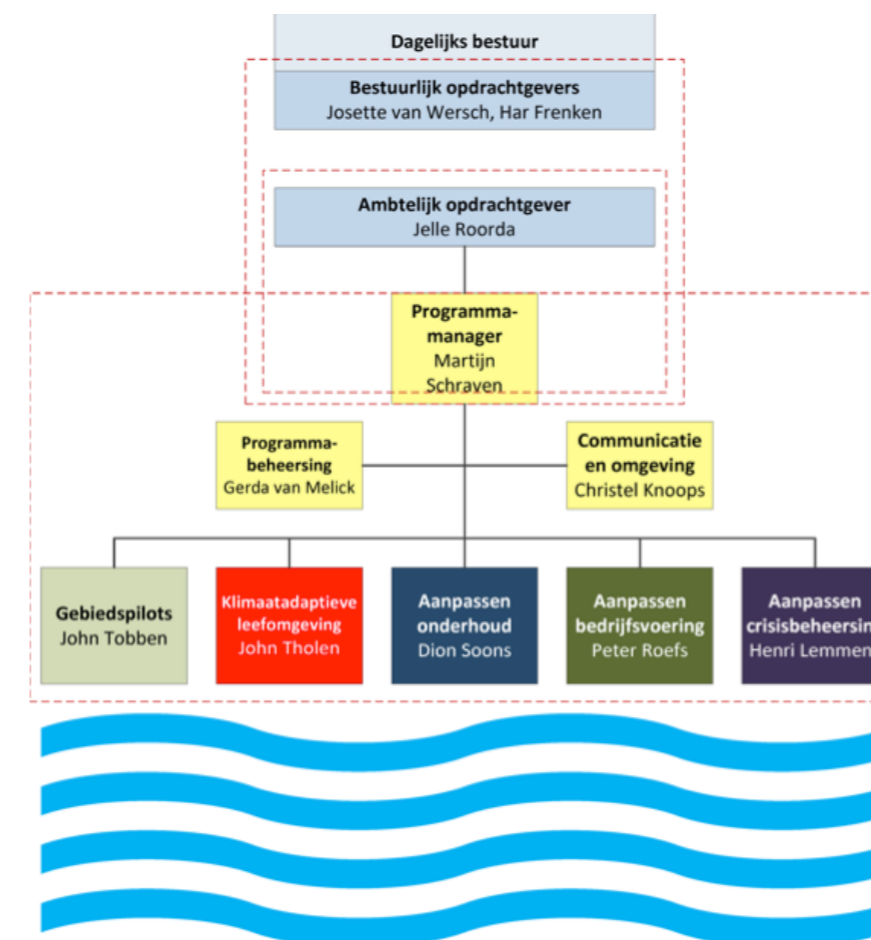 Dagelijks bestuur
Bestuurlijk opdrachtgevers
Josette van Wersch, Har Frenken
Ambtelijk opdrachtgever
Jelle Roorda
Programma-
manager
Martijn
Schraven
Programma-
beheersing
Gerda van Melick
Communicatie
en omgeving
Christel Knoops
Gebiedspilots
John Tobben
Klimaatadaptieve
leefomgeving
John Tholen
Aanpassen
onderhoud
Dion Soons
Aanpassen
bedrijfsvoering
Peter Roefs
Aanpassen
crisisbeheersin
Henri Lemmen